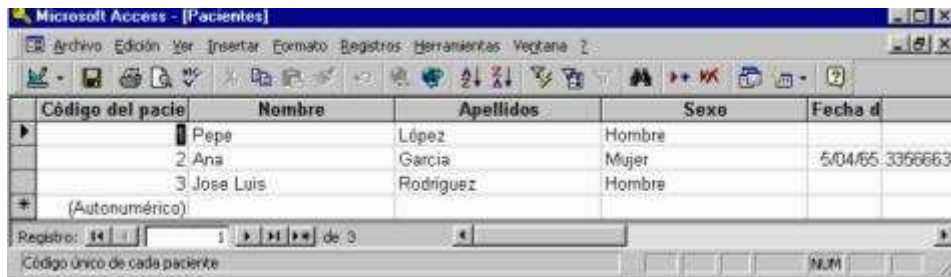 Microsoft Access - [Pacientes]
Archivo Edición Ver Insertar Formato Registros Herramientas Ventana ?
Código del pacie Nombre Apellidos Sexo Fecha d
1 Pepe López Hombre
2 Ana García Mujer 5/04/65 3356663
3 Jose Luis Rodríguez Hombre
(Autonumérico)
Registro: 1 de 3
Código único de cada paciente NUM